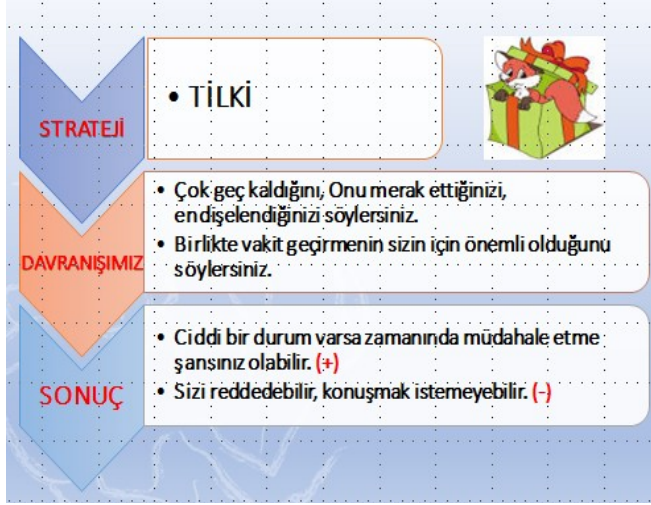 STRATEJİ
• TİLKİ
DAVRANIŞIMIZ
• Çok geç kaldığını, Onu merak ettiğinizi,
endişelendiğinizi söylersiniz.
• Birlikte vakit geçirmenin sizin için önemli olduğunu
söylersiniz.
SONUÇ
• Ciddi bir durum varsa zamanında müdahale etme
şansınız olabilir. (+)
• Sizi reddedebilir, konuşmak istemeyebilir. (-)